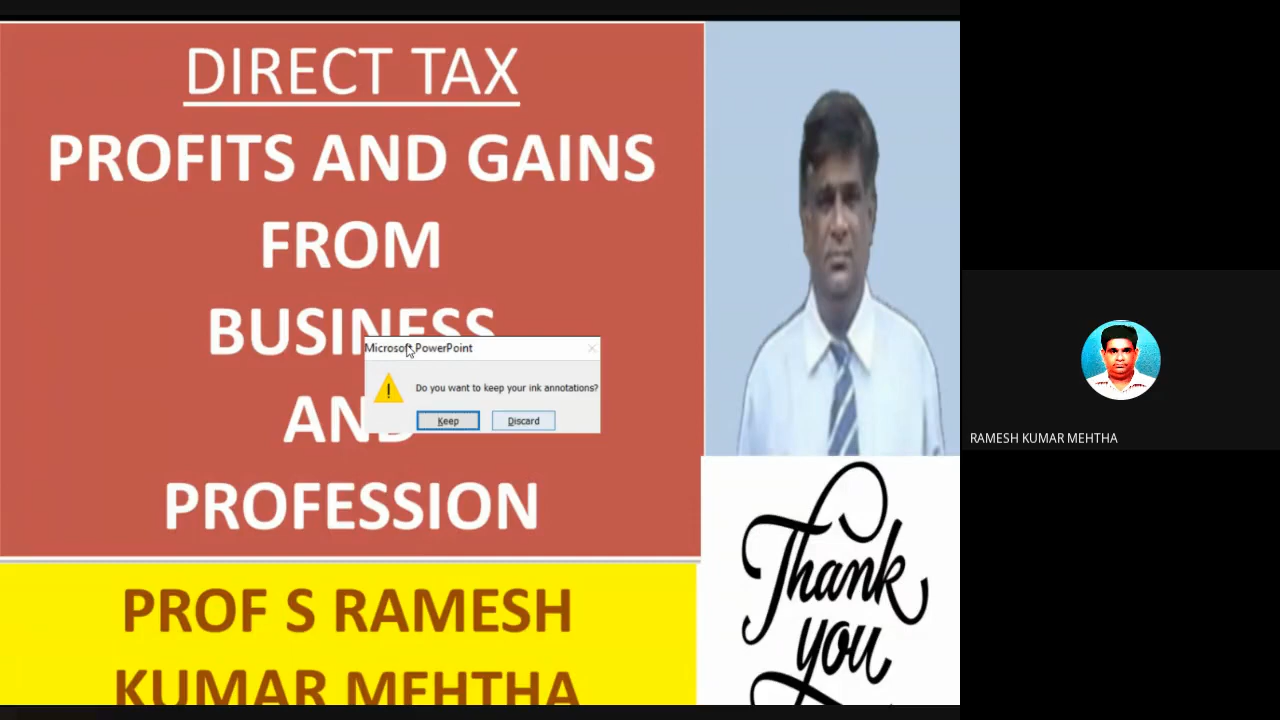 DIRECT TAX
PROFITS AND GAINS
FROM
BUSINESS
AND
PROFESSION
Microsoft PowerPoint
Do you want to keep your ink annotations?
Keep
Discard
PROF S RAMESH
KUMAR MEHTHA
Thank
you
RAMESH KUMAR MEHTHA